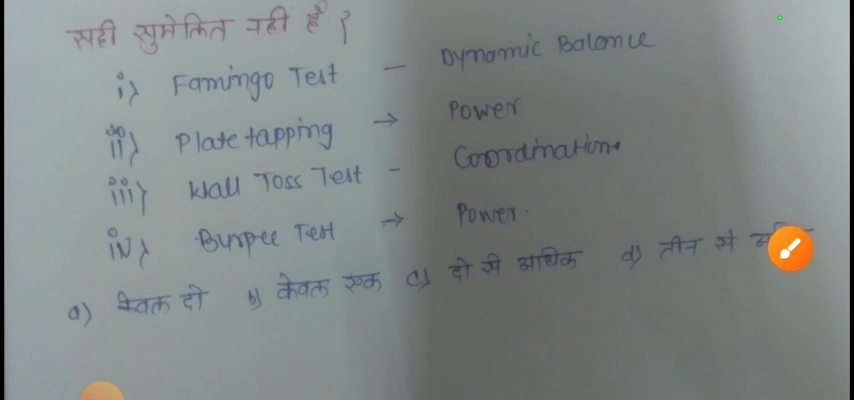 सही सुमेलित नही हैं ?
i) Famingo Test - Dynamic Balance
ii) Plate tapping → Power
iii) Wall Toss Test - Coordination
iv) Burpee Test → Power.
a) केवल दो b) केवल एक c) दो से अधिक d) तीन से